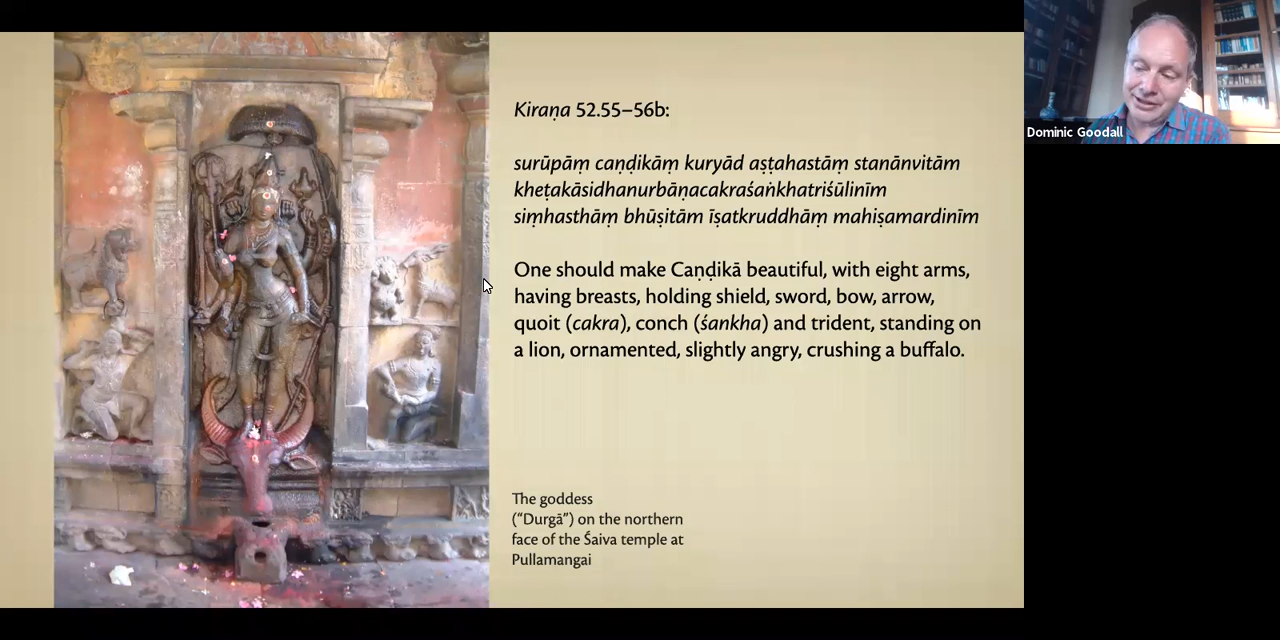 Kiraṇa 52.55–56b:
surūpāṃ caṇḍikāṃ kuryād aṣṭahastāṃ stanānvitāṃ
kheṭakāsidhanurbāṇacakraśaṅkhatriśūlinīm
siṃhasthāṃ bhūṣitāṃ īṣatkruddhāṃ mahiṣamardinīm
One should make Caṇḍikā beautiful, with eight arms,
having breasts, holding shield, sword, bow, arrow,
quoit (cakra), conch (śankha) and trident, standing on
a lion, ornamented, slightly angry, crushing a buffalo.
The goddess
(“Durgā”) on the northern
face of the Śaiva temple at
Pullamangai
Dominic Goodall